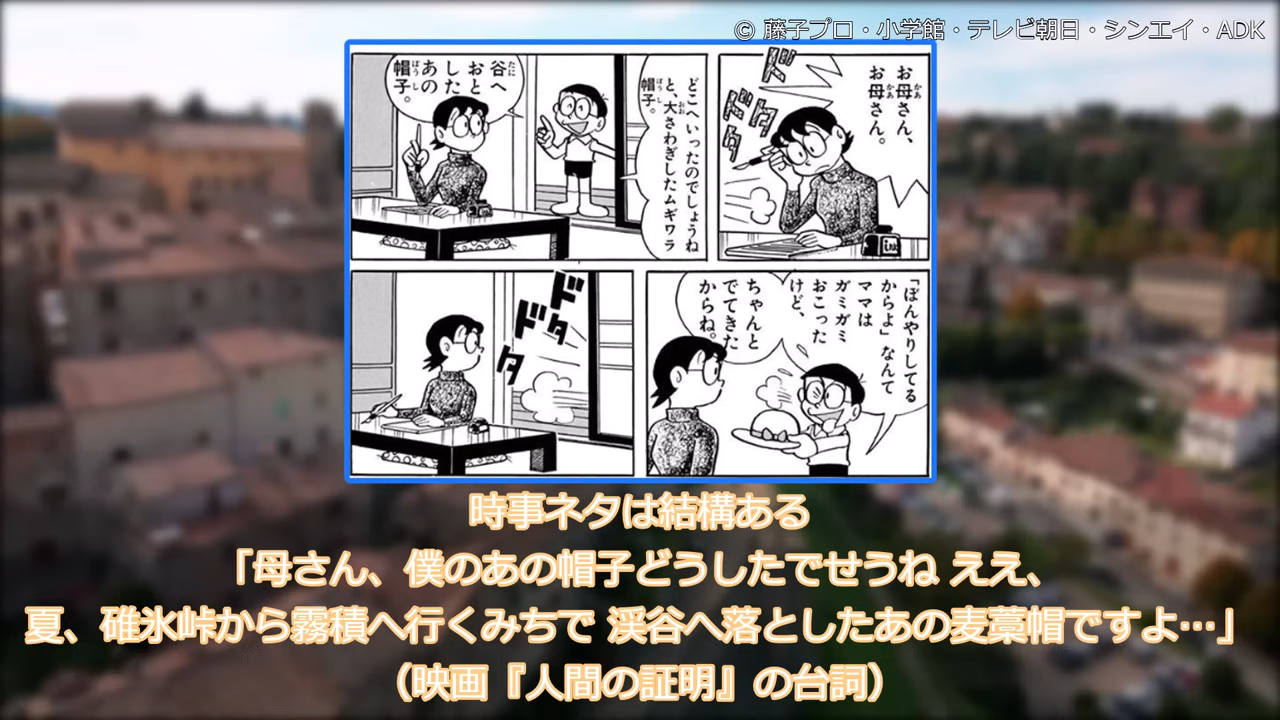 © 藤子プロ・小学館・テレビ朝日・シンエイ・ADK
お母さん、
お母さん。
ドドタタ
どこへいったのでしょうね
と、大さわぎしたムギワラ
帽子。
谷へ
おと
した
あの
帽子。
「ぼんやりしてる
からよ」なんて
ママは
ガミガミ
おこった
けど、
ちゃんと
でてきた
からね。
ドドタタ
時事ネタは結構ある
「母さん、僕のあの帽子どうしたでせうね ええ、
夏、碓氷峠から霧積へ行くみちで 渓谷へ落としたあの麦藁帽ですよ…」
（映画『人間の証明』の台詞）